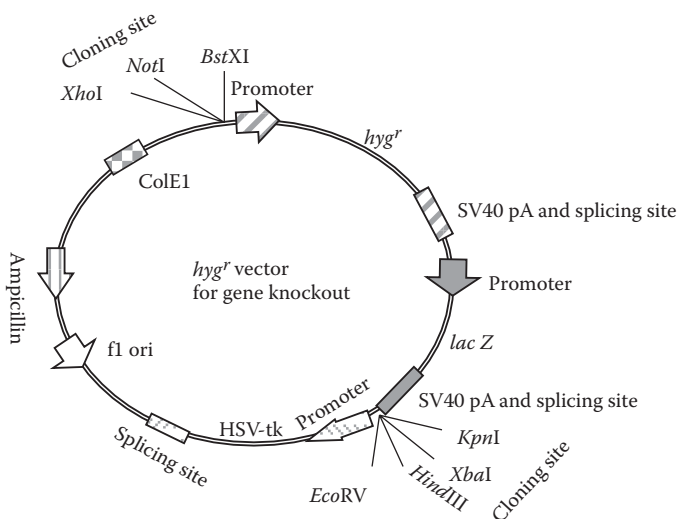 Cloning site
XhoI
NotI
BstXI
Promoter
hygʳ
ColE1
SV40 pA and splicing site
Ampicillin
hygʳ vector
for gene knockout
Promoter
f1 ori
lac Z
SV40 pA and splicing site
Promoter
HSV-tk
Splicing site
KpnI
XbaI
HindIII
EcoRV
Cloning site